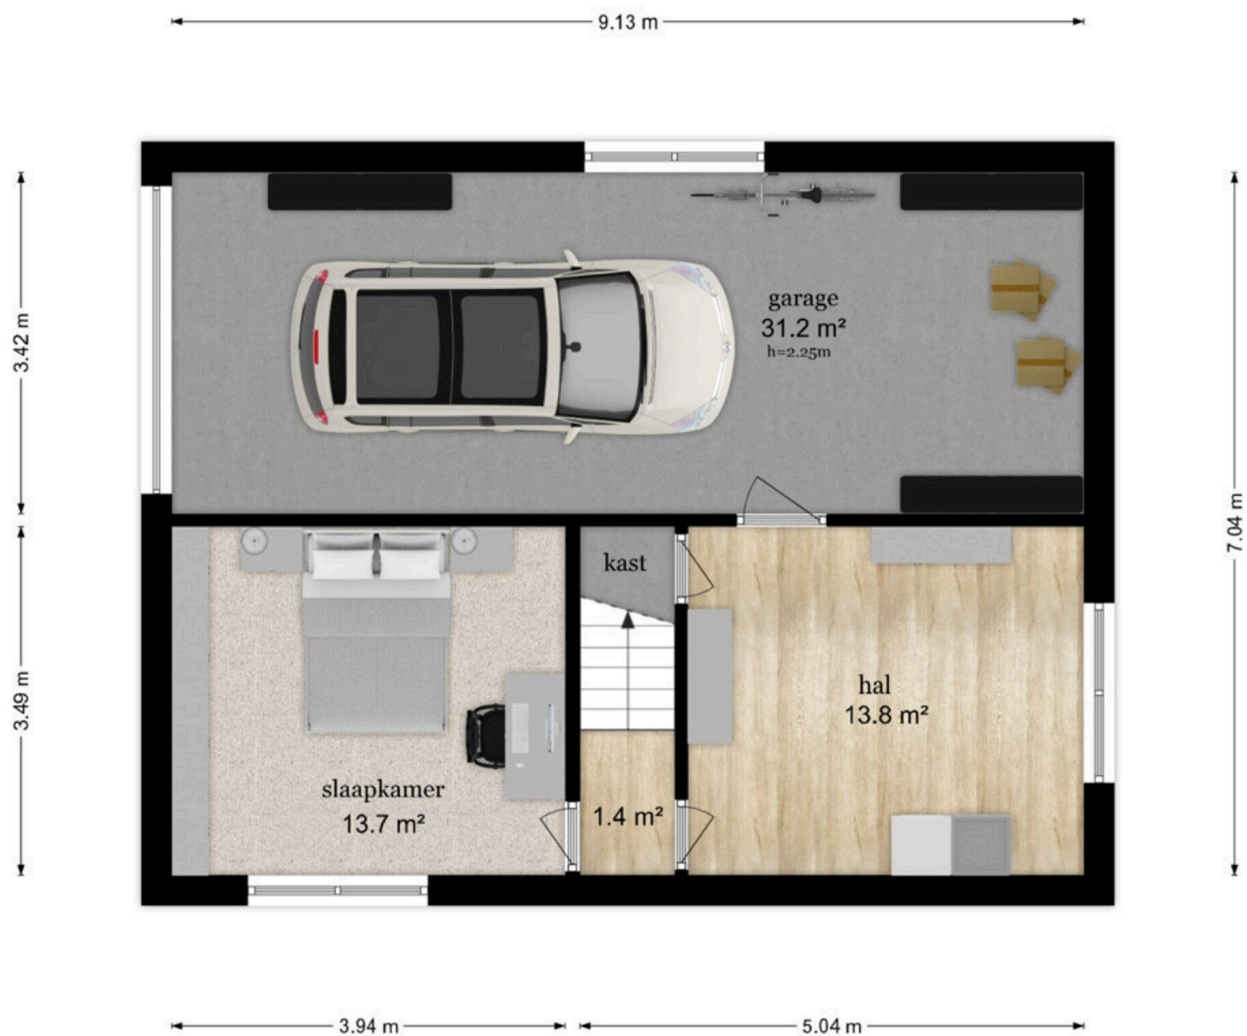 9.13 m
garage
31.2 m²
h=2.25m
3.42 m
7.04 m
kast
3.49 m
hal
13.8 m²
slaapkamer
13.7 m²
1.4 m²
3.94 m
5.04 m